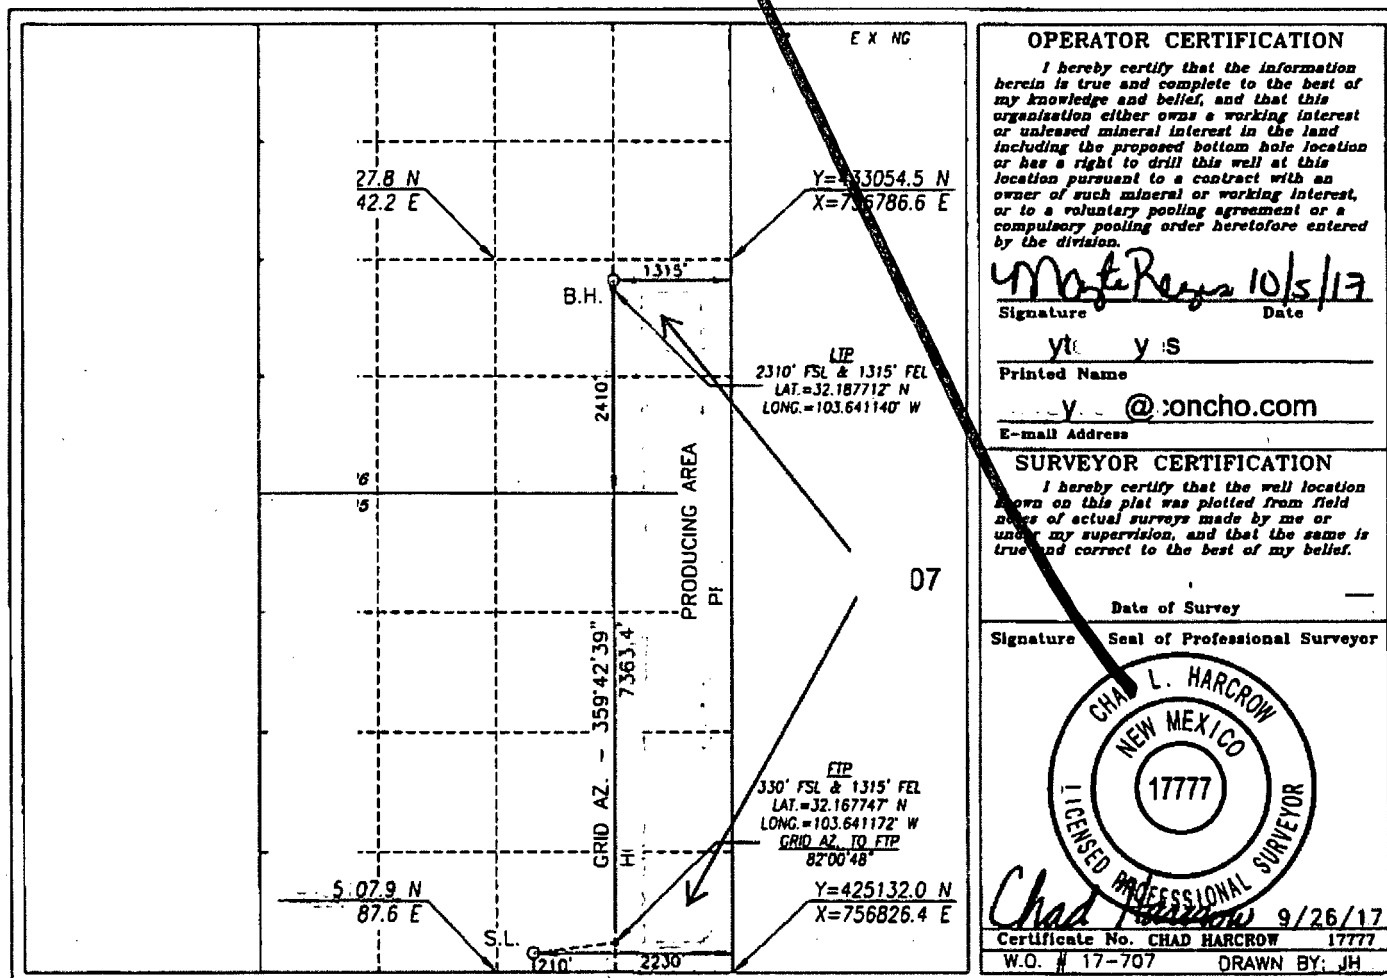 E X NG
27.8 N
42.2 E
Y=433054.5 N
X=756786.6 E
1315'
B.H.
LTP
2310' FSL & 1315' FEL
LAT.=32.187712° N
LONG.=103.641140° W
2410'
PRODUCING AREA
07
GRID AZ. - 359°42'39"
7363.4'
FTP
330' FSL & 1315' FEL
LAT.=32.167747° N
LONG.=103.641172° W
GRID AZ. TO FTP
82°00'48"
07.9 N
87.6 E
Y=425132.0 N
X=756826.4 E
S.L.
210'
2230'
OPERATOR CERTIFICATION
I hereby certify that the information
herein is true and complete to the best of
my knowledge and belief, and that this
organization either owns a working interest
or unleased mineral interest in the land
including the proposed bottom hole location
or has a right to drill this well at this
location pursuant to a contract with an
owner of such mineral or working interest,
or to a voluntary pooling agreement or a
compulsory pooling order heretofore entered
by the division.
Mayte Reyes 10/5/17
Signature Date
Printed Name
@concho.com
E-mail Address
SURVEYOR CERTIFICATION
I hereby certify that the well location
shown on this plat was plotted from field
notes of actual surveys made by me or
under my supervision, and that the same is
true and correct to the best of my belief.
Date of Survey
Signature Seal of Professional Surveyor
CHAD L. HARCROW
NEW MEXICO
17777
LICENSED PROFESSIONAL SURVEYOR
Chad Harcrow 9/26/17
Certificate No. CHAD HARCROW 17777
W.O. # 17-707 DRAWN BY: JH